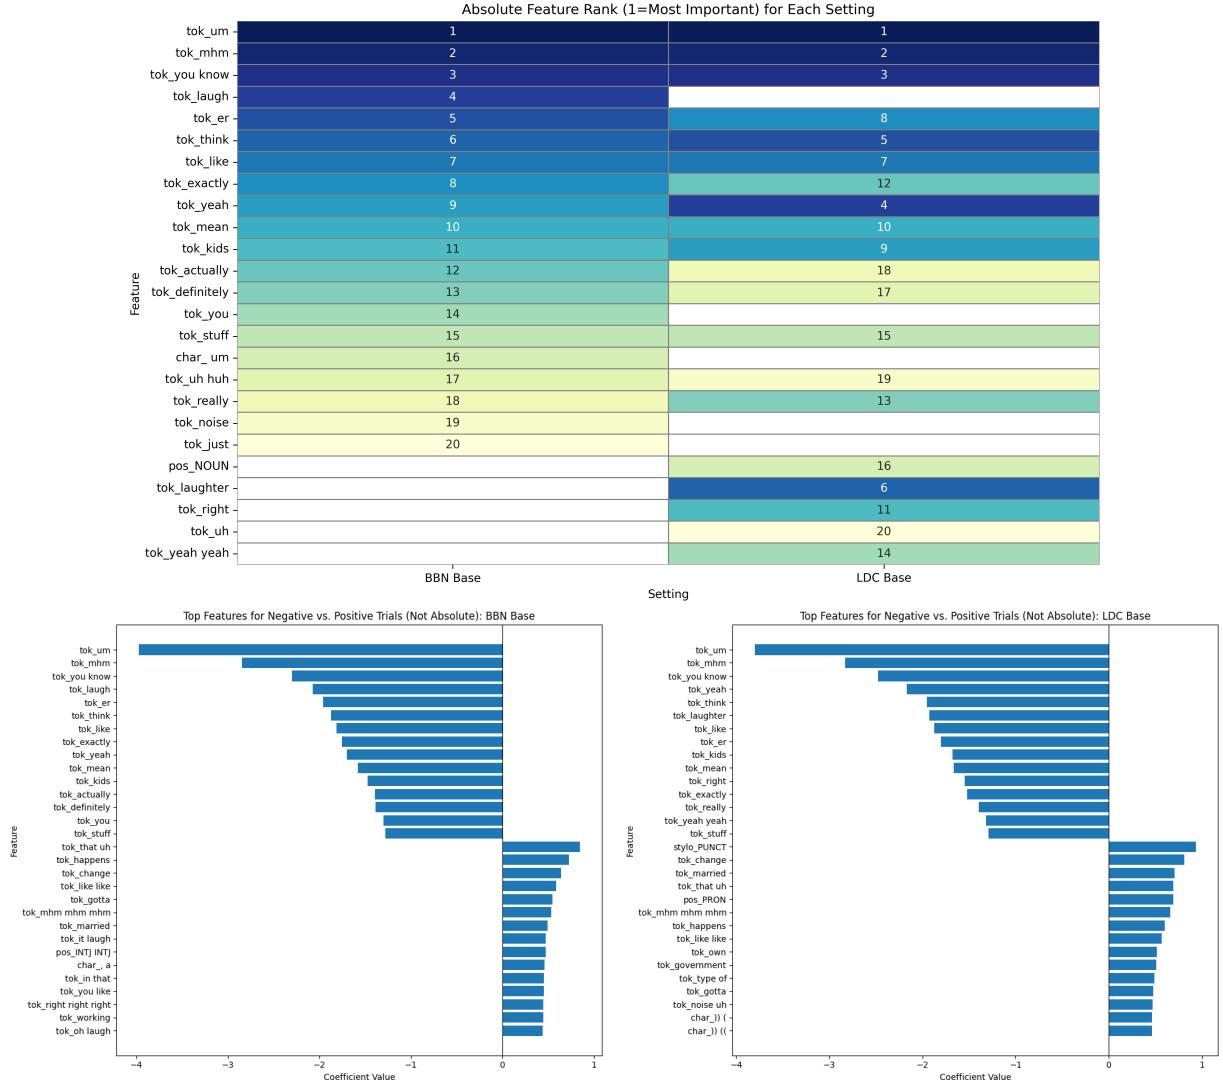 Absolute Feature Rank (1=Most Important) for Each Setting
tok_um 1 1
tok_mhm 2 2
tok_you know 3 3
tok_laugh 4
tok_er 5 8
tok_think 6 5
tok_like 7 7
tok_exactly 8 12
tok_yeah 9 4
tok_mean 10 10
tok_kids 11 9
tok_actually 12 18
tok_definitely 13 17
tok_you 14
tok_stuff 15 15
char_ um 16
tok_uh huh 17 19
tok_really 18 13
tok_noise 19
tok_just 20
pos_NOUN 16
tok_laughter 6
tok_right 11
tok_uh 20
tok_yeah yeah 14
Feature
BBN Base LDC Base
Setting
Top Features for Negative vs. Positive Trials (Not Absolute): BBN Base
tok_um
tok_mhm
tok_you know
tok_laugh
tok_er
tok_think
tok_like
tok_exactly
tok_yeah
tok_mean
tok_kids
tok_actually
tok_definitely
tok_you
tok_stuff
tok_that uh
tok_happens
tok_change
tok_like like
tok_gotta
tok_mhm mhm mhm
tok_married
tok_it laugh
pos_INTJ INTJ
char_, a
tok_in that
tok_you like
tok_right right right
tok_working
tok_oh laugh
Feature
−4 −3 −2 −1 0 1
Coefficient Value
Top Features for Negative vs. Positive Trials (Not Absolute): LDC Base
tok_um
tok_mhm
tok_you know
tok_yeah
tok_think
tok_laughter
tok_like
tok_er
tok_kids
tok_mean
tok_right
tok_exactly
tok_really
tok_yeah yeah
tok_stuff
stylo_PUNCT
tok_change
tok_married
tok_that uh
pos_PRON
tok_mhm mhm mhm
tok_happens
tok_like like
tok_own
tok_government
tok_type of
tok_gotta
tok_noise uh
char_)) (
char_)) ((
Feature
−4 −3 −2 −1 0 1
Coefficient Value